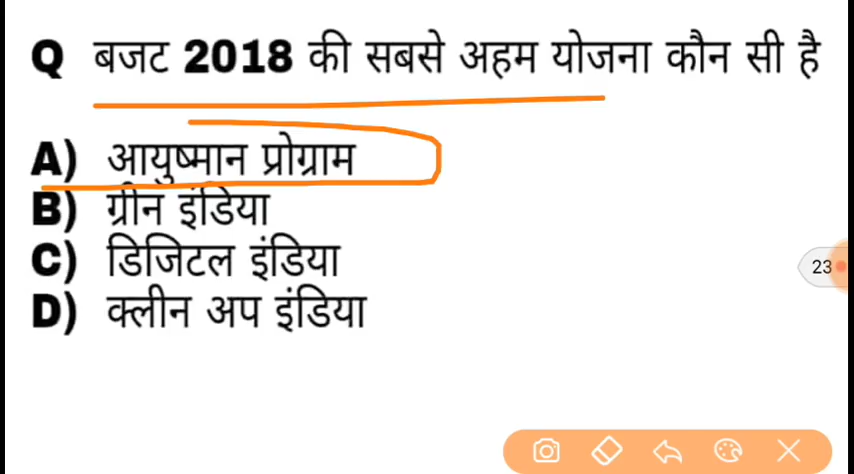 Q बजट 2018 की सबसे अहम योजना कौन सी है
A) आयुष्मान प्रोग्राम
B) ग्रीन इंडिया
C) डिजिटल इंडिया
D) क्लीन अप इंडिया
23